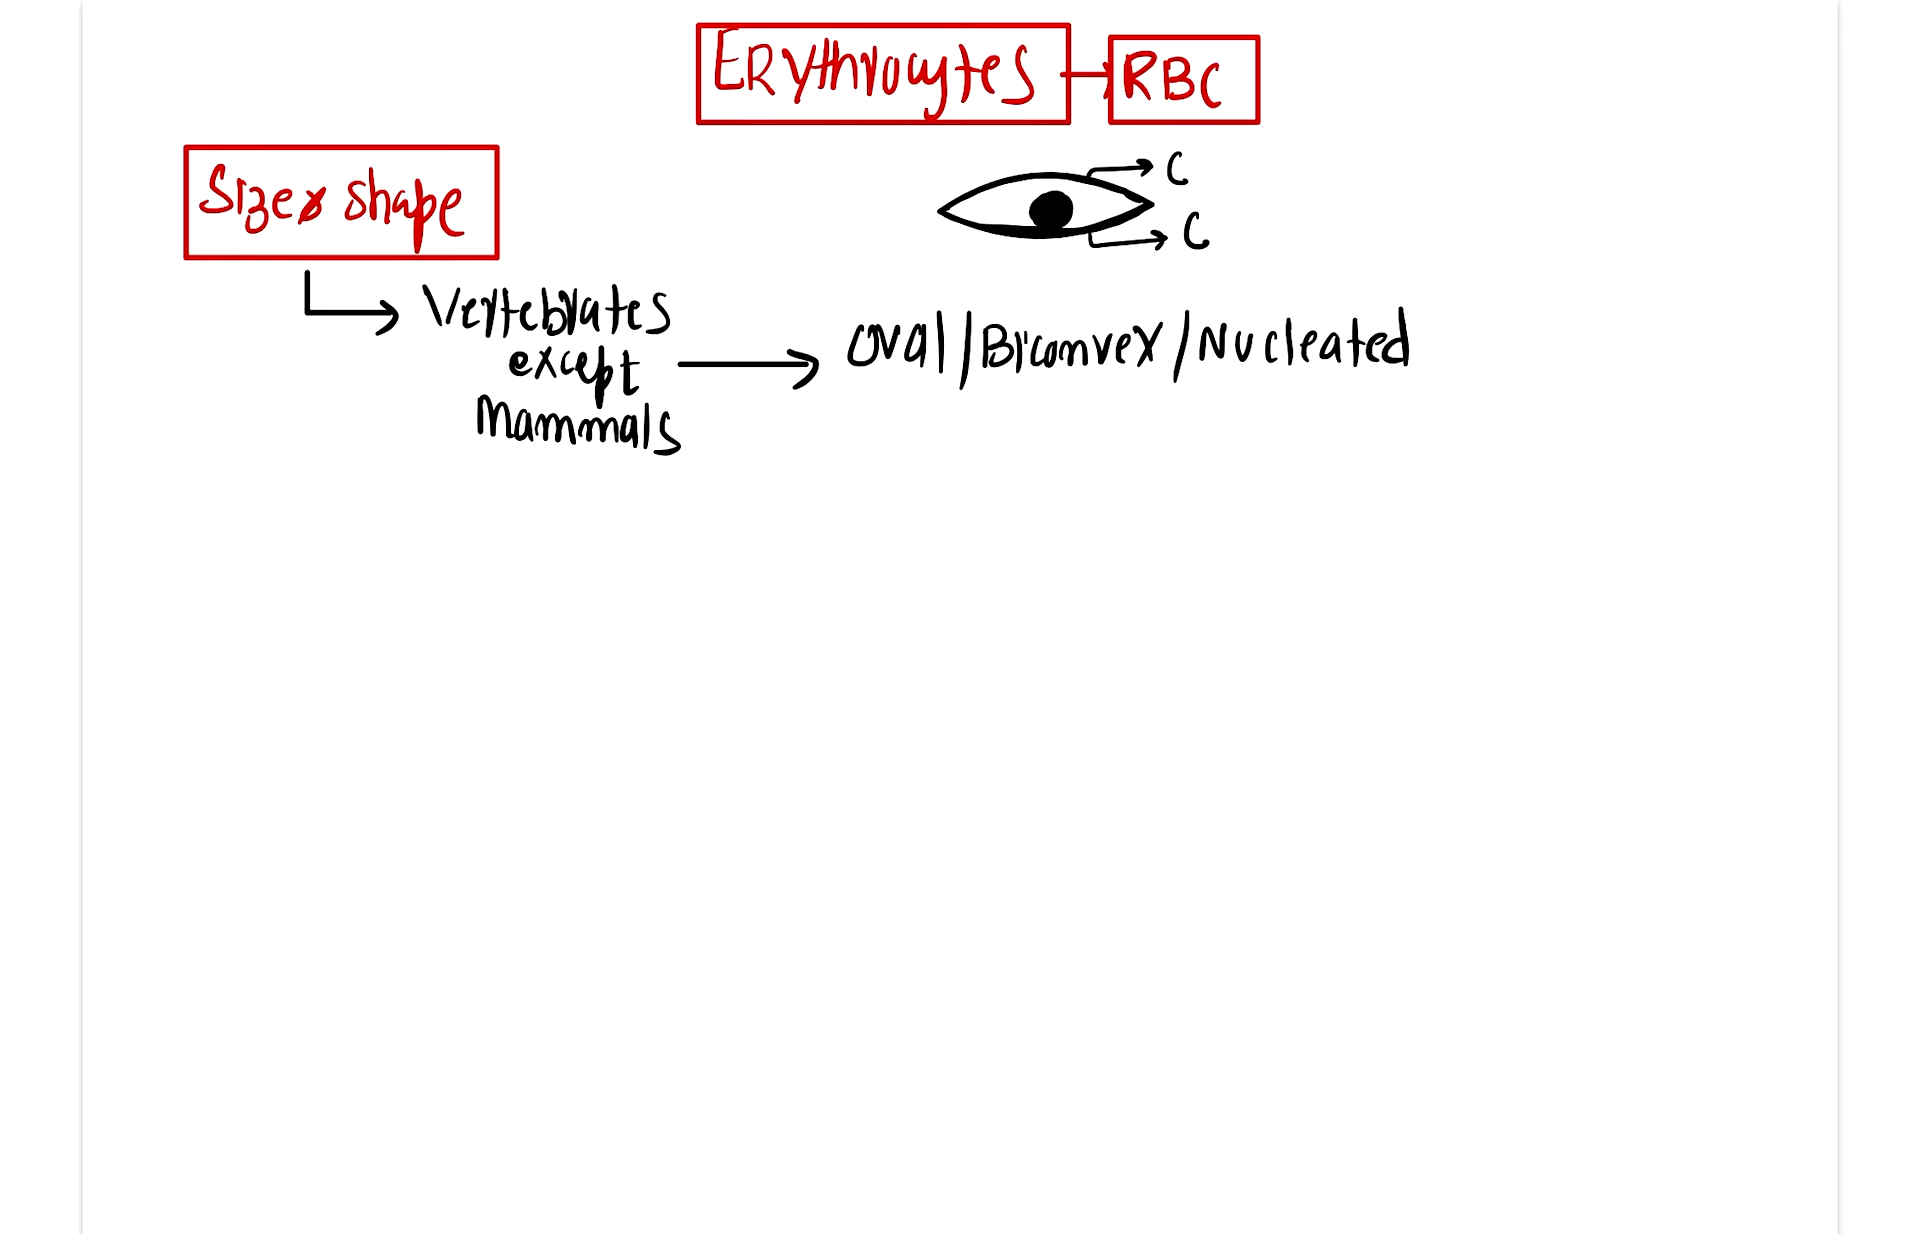 Erythrocytes → RBC
Size & shape
C
C
Vertebrates
except
Mammals
oval/Biconvex/Nucleated